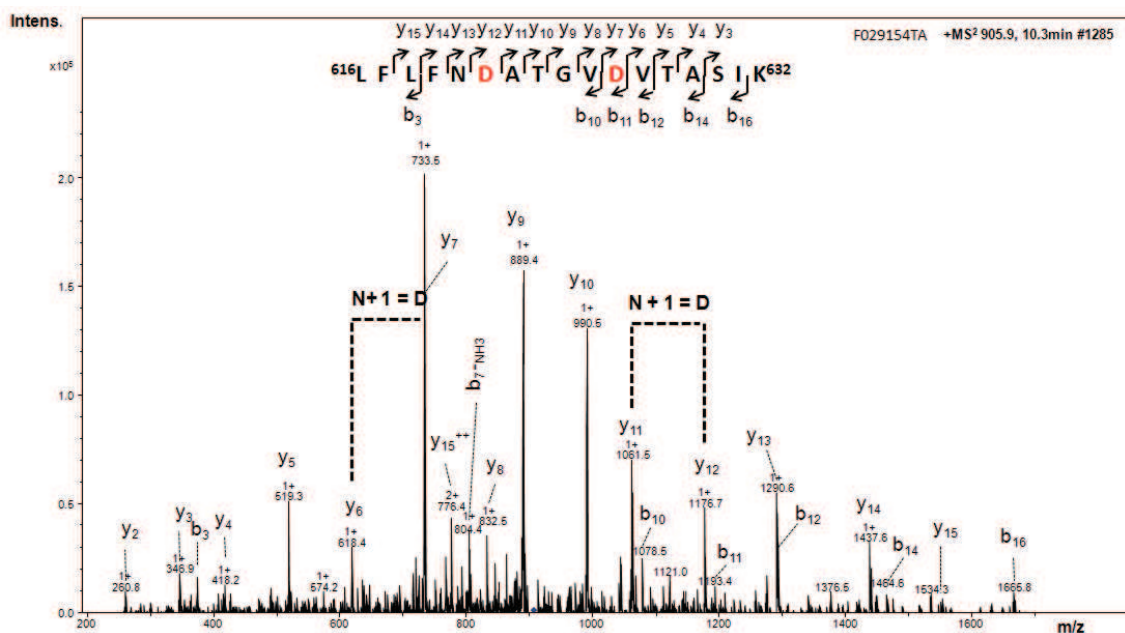 Intens.
x10⁵
F029154TA +MS² 905.9, 10.3min #1285
y₁₅ y₁₄ y₁₃ y₁₂ y₁₁ y₁₀ y₉ y₈ y₇ y₆ y₅ y₄ y₃
⁶¹⁶L F L F N D A T G V D V T A S I K⁶³²
b₃ b₁₀ b₁₁ b₁₂ b₁₄ b₁₆
2.0
1.5
1.0
0.5
0.0
200 400 600 800 1000 1200 1400 1600 m/z
y₂
1+
260.8
y₃
1+
346.9
b₃
y₄
1+
418.2
y₅
1+
519.3
1+
574.2
y₆
1+
618.4
N+ 1 = D
1+
733.5
y₇
y₁₅⁺⁺
2+
776.4
b₇⁻NH3
1+
804.4
y₈
1+
832.5
y₉
1+
889.4
y₁₀
1+
990.5
N + 1 = D
y₁₁
1+
1061.5
b₁₀
1078.5
1121.0
y₁₂
1+
1176.7
b₁₁
1193.4
y₁₃
1+
1290.6
b₁₂
1376.5
y₁₄
1+
1437.8
b₁₄
1484.6
y₁₅
1534.3
b₁₆
1665.8